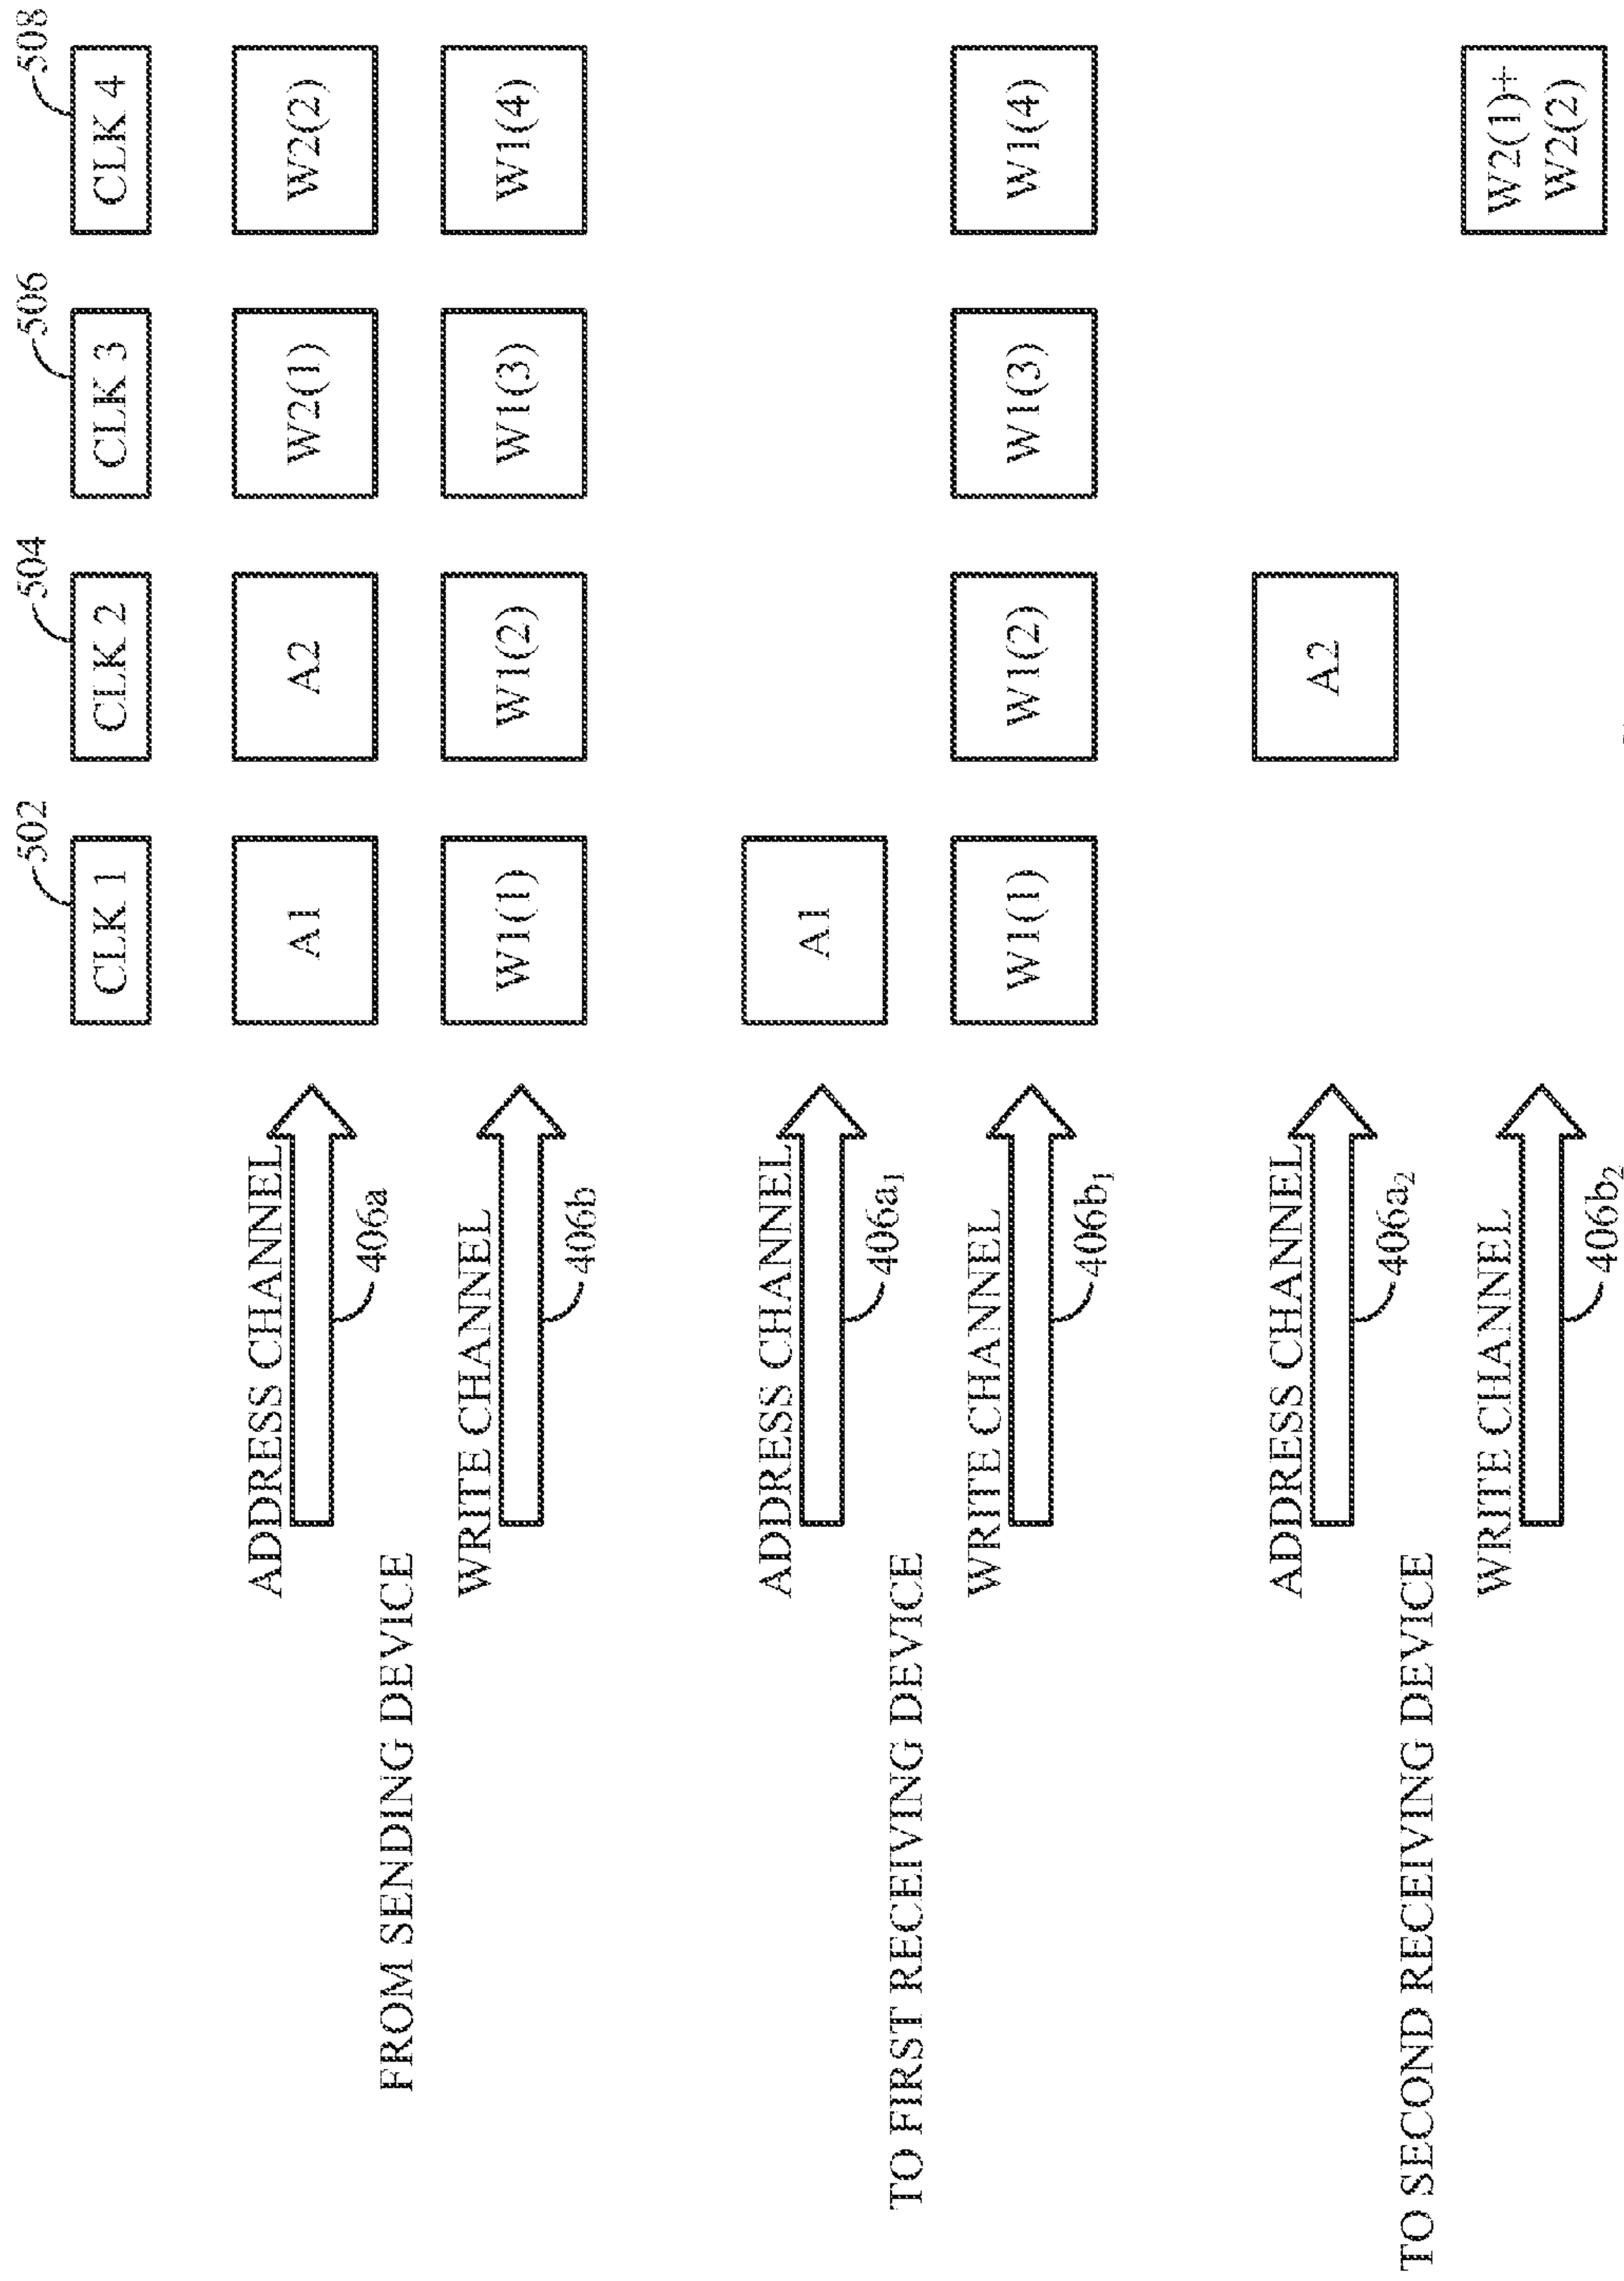 502
504
506
508
CLK 1
CLK 2
CLK 3
CLK 4
ADDRESS CHANNEL
A1
A2
W2(1)
W2(2)
406a
FROM SENDING DEVICE
WRITE CHANNEL
W1(1)
W1(2)
W1(3)
W1(4)
406b
ADDRESS CHANNEL
A1
406a₁
TO FIRST RECEIVING DEVICE
WRITE CHANNEL
W1(1)
W1(2)
W1(3)
W1(4)
406b₁
ADDRESS CHANNEL
A2
406a₂
TO SECOND RECEIVING DEVICE
WRITE CHANNEL
W2(1)+
W2(2)
406b₂